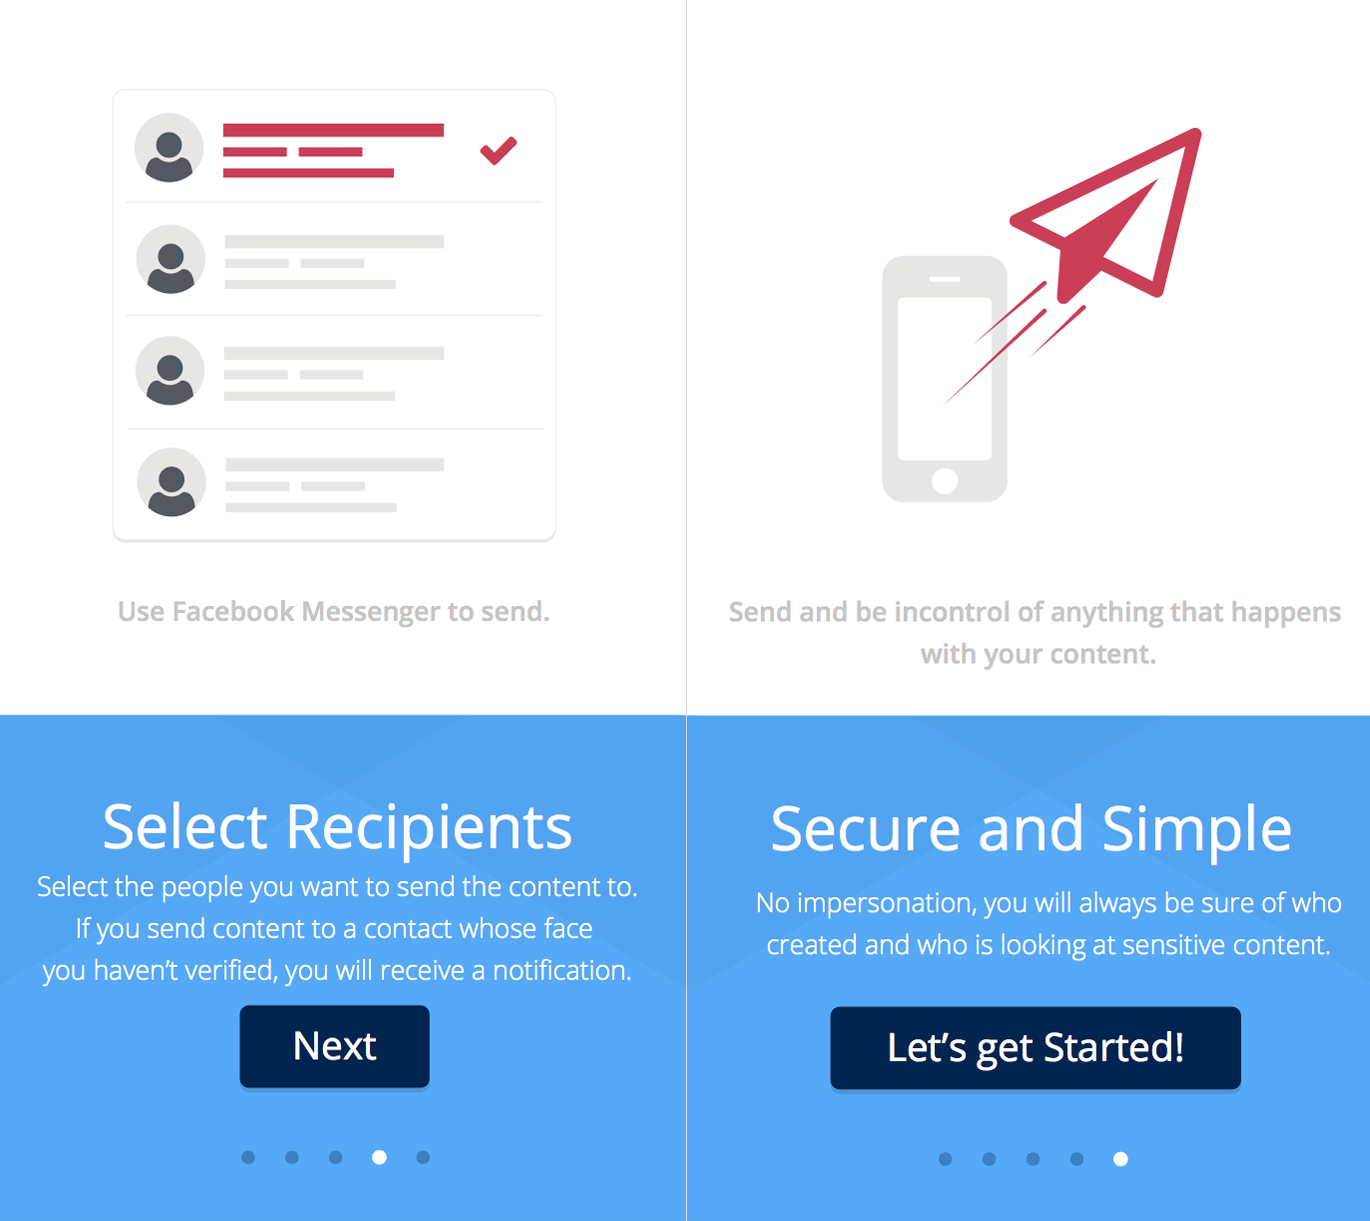 Use Facebook Messenger to send.
Select Recipients
Select the people you want to send the content to.
If you send content to a contact whose face
you haven’t verified, you will receive a notification.
Next
Send and be incontrol of anything that happens
with your content.
Secure and Simple
No impersonation, you will always be sure of who
created and who is looking at sensitive content.
Let’s get Started!